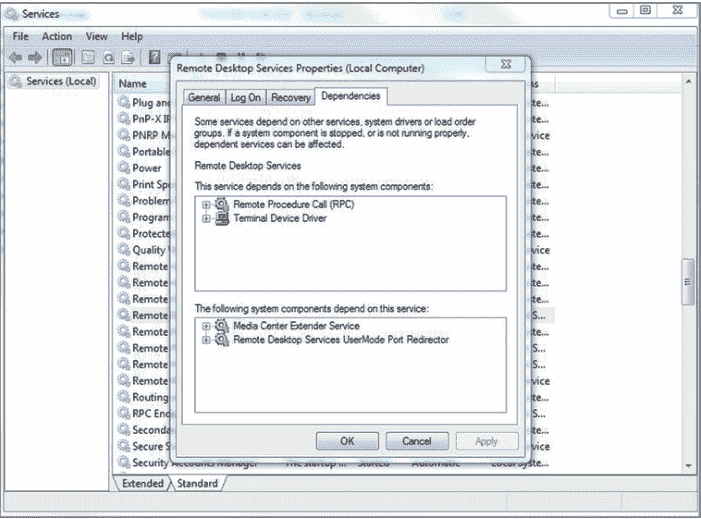 Services
File Action View Help
Services (Local)
Name
Plug and
PnP-X IP
PNRP M
Portable
Power
Print Sp
Problem
Program
Protecte
Quality
Remote
Remote
Remote
Remote
Remote
Remote
Remote
Remote
Routing
RPC End
Seconda
Secure S
Security Accounts Manager The startup ... Started Automatic Local Syste...
Extended Standard
Remote Desktop Services Properties (Local Computer)
General Log On Recovery Dependencies
Some services depend on other services, system drivers or load order
groups. If a system component is stopped, or is not running properly,
dependent services can be affected.
Remote Desktop Services
This service depends on the following system components:
Remote Procedure Call (RPC)
Terminal Device Driver
The following system components depend on this service:
Media Center Extender Service
Remote Desktop Services UserMode Port Redirector
OK Cancel Apply